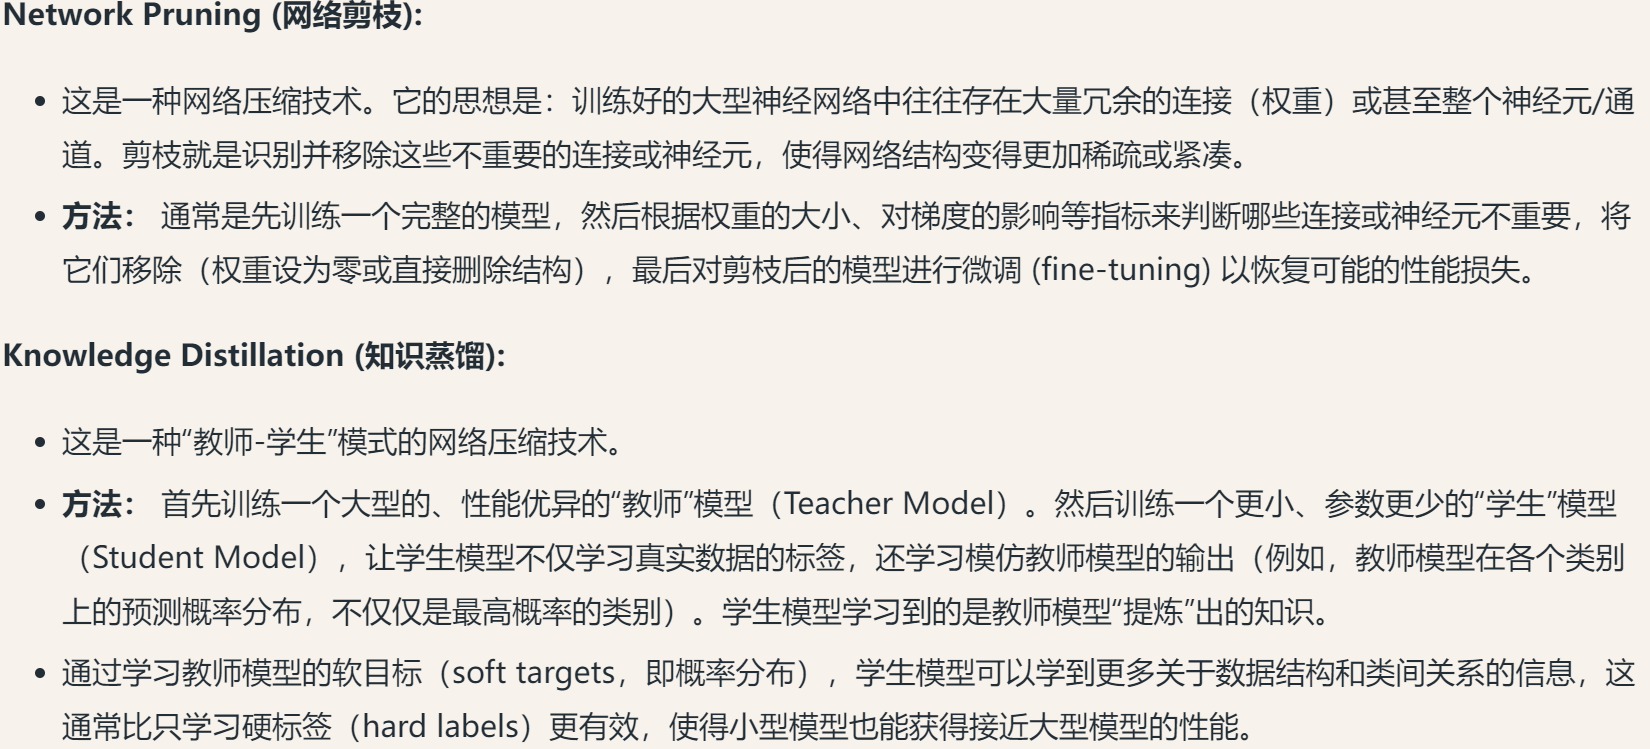 Network Pruning (网络剪枝):
• 这是一种网络压缩技术。它的思想是：训练好的大型神经网络中往往存在大量冗余的连接（权重）或甚至整个神经元/通
道。剪枝就是识别并移除这些不重要的连接或神经元，使得网络结构变得更加稀疏或紧凑。
• 方法： 通常是先训练一个完整的模型，然后根据权重的大小、对梯度的影响等指标来判断哪些连接或神经元不重要，将
它们移除（权重设为零或直接删除结构），最后对剪枝后的模型进行微调 (fine-tuning) 以恢复可能的性能损失。
Knowledge Distillation (知识蒸馏):
• 这是一种“教师-学生”模式的网络压缩技术。
• 方法： 首先训练一个大型的、性能优异的“教师”模型（Teacher Model）。然后训练一个更小、参数更少的“学生”模型
（Student Model），让学生模型不仅学习真实数据的标签，还学习模仿教师模型的输出（例如，教师模型在各个类别
上的预测概率分布，不仅仅是最高概率的类别）。学生模型学习到的是教师模型“提炼”出的知识。
• 通过学习教师模型的软目标（soft targets，即概率分布），学生模型可以学到更多关于数据结构和类间关系的信息，这
通常比只学习硬标签（hard labels）更有效，使得小型模型也能获得接近大型模型的性能。